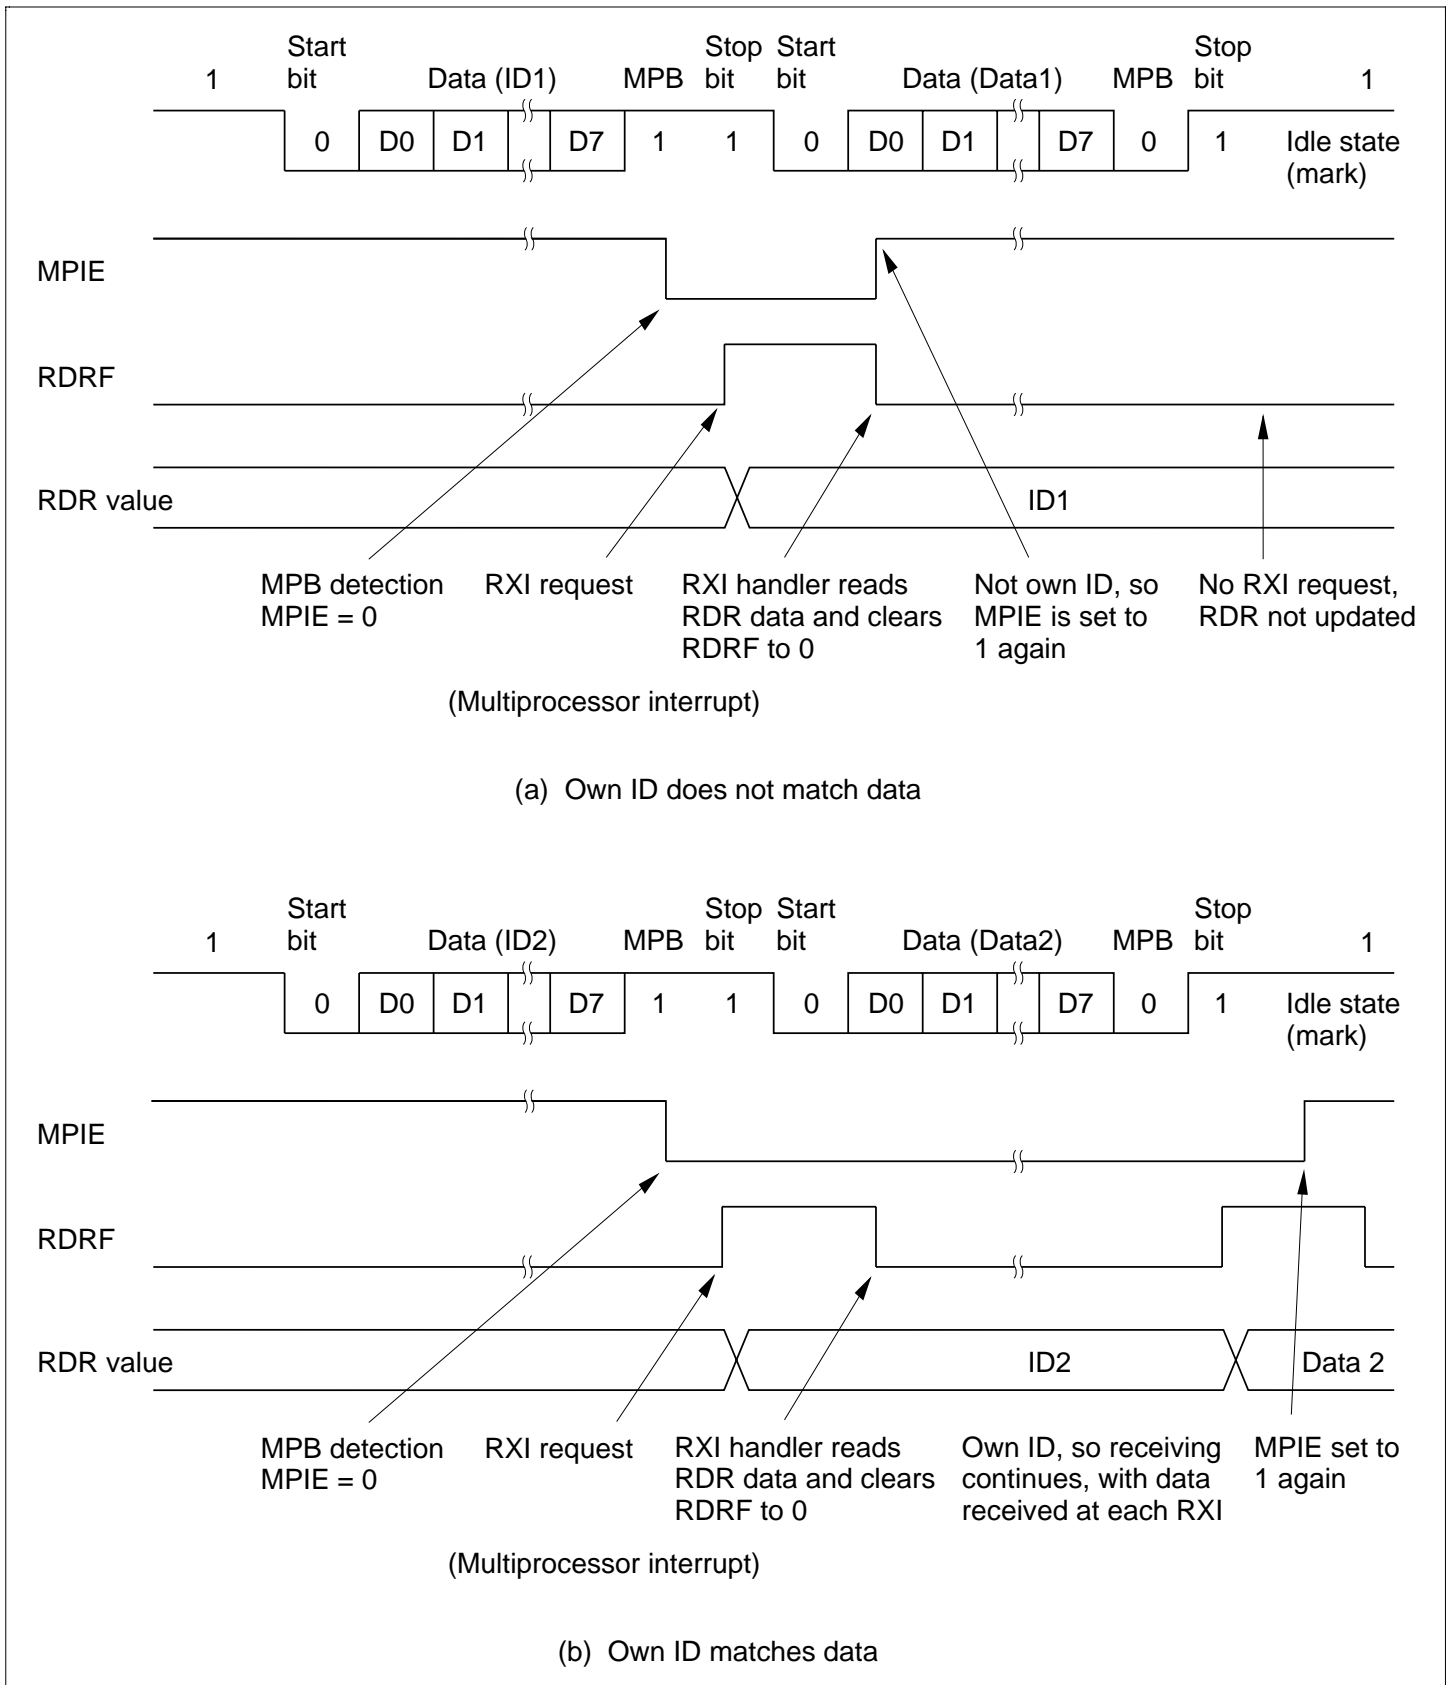 Start Stop Start Stop
1 bit Data (ID1) MPB bit bit Data (Data1) MPB bit 1
0 D0 D1 D7 1 1 0 D0 D1 D7 0 1 Idle state
(mark)
MPIE
RDRF
RDR value ID1
MPB detection
MPIE = 0
RXI request
RXI handler reads
RDR data and clears
RDRF to 0
Not own ID, so
MPIE is set to
1 again
No RXI request,
RDR not updated
(Multiprocessor interrupt)
(a) Own ID does not match data
Start Stop Start Stop
1 bit Data (ID2) MPB bit bit Data (Data2) MPB bit 1
0 D0 D1 D7 1 1 0 D0 D1 D7 0 1 Idle state
(mark)
MPIE
RDRF
RDR value ID2 Data 2
MPB detection
MPIE = 0
RXI request
RXI handler reads
RDR data and clears
RDRF to 0
Own ID, so receiving
continues, with data
received at each RXI
MPIE set to
1 again
(Multiprocessor interrupt)
(b) Own ID matches data